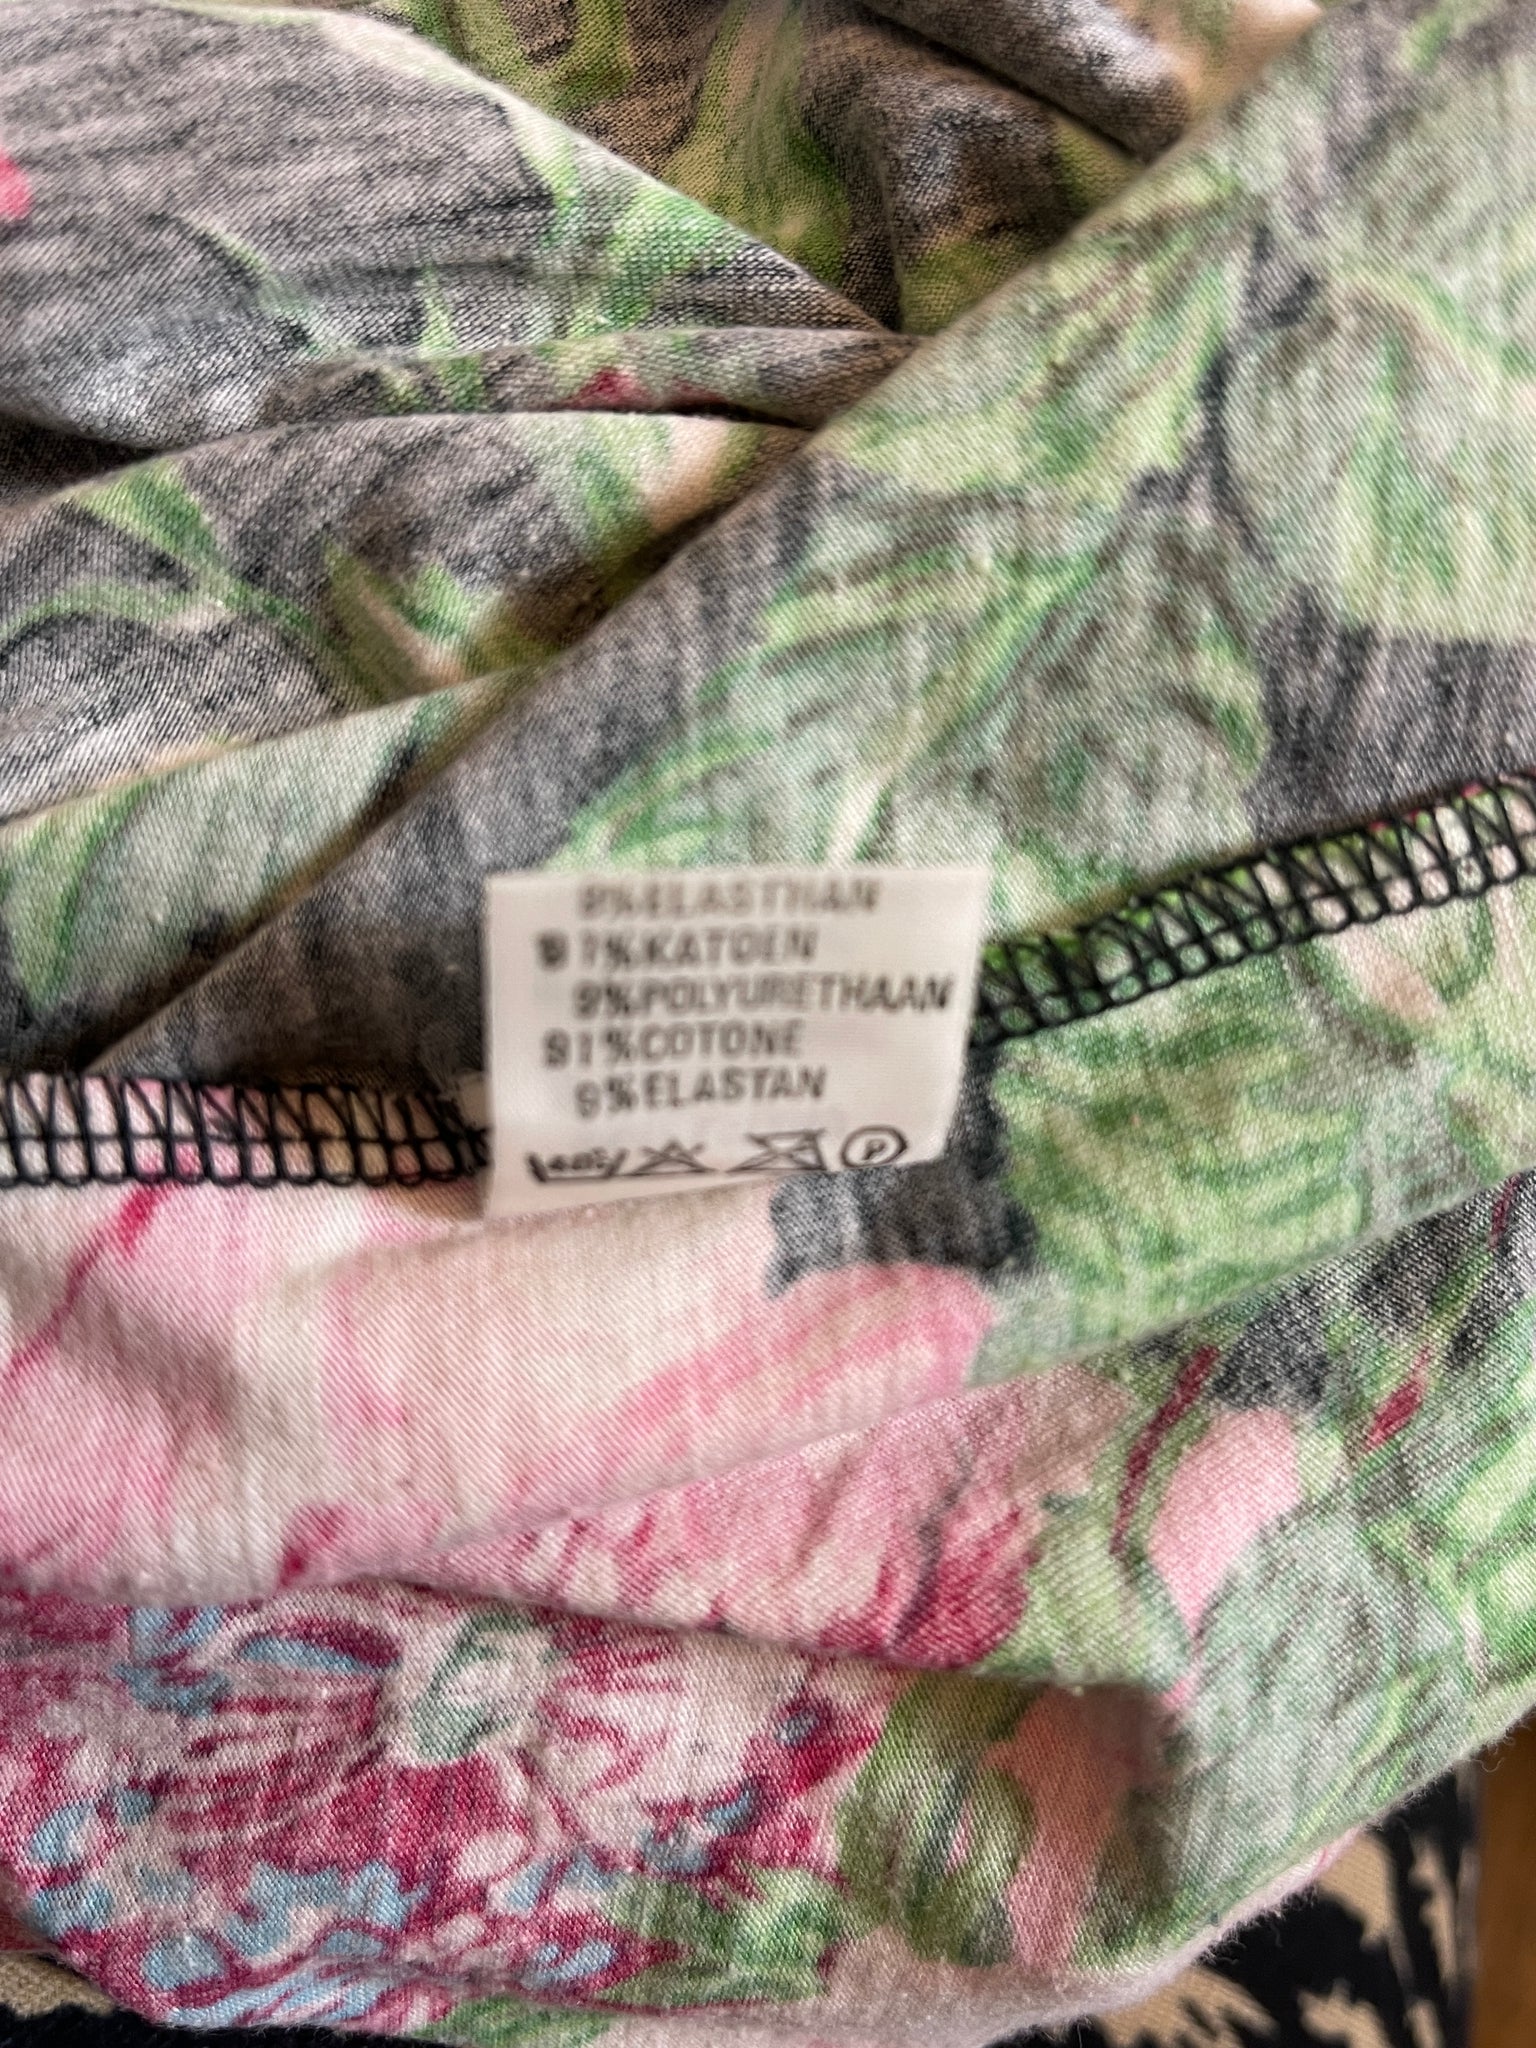 9%ELASTHAN
91%KATOEN
9%POLYURETHAAN
91%COTONE
9%ELASTAN
P